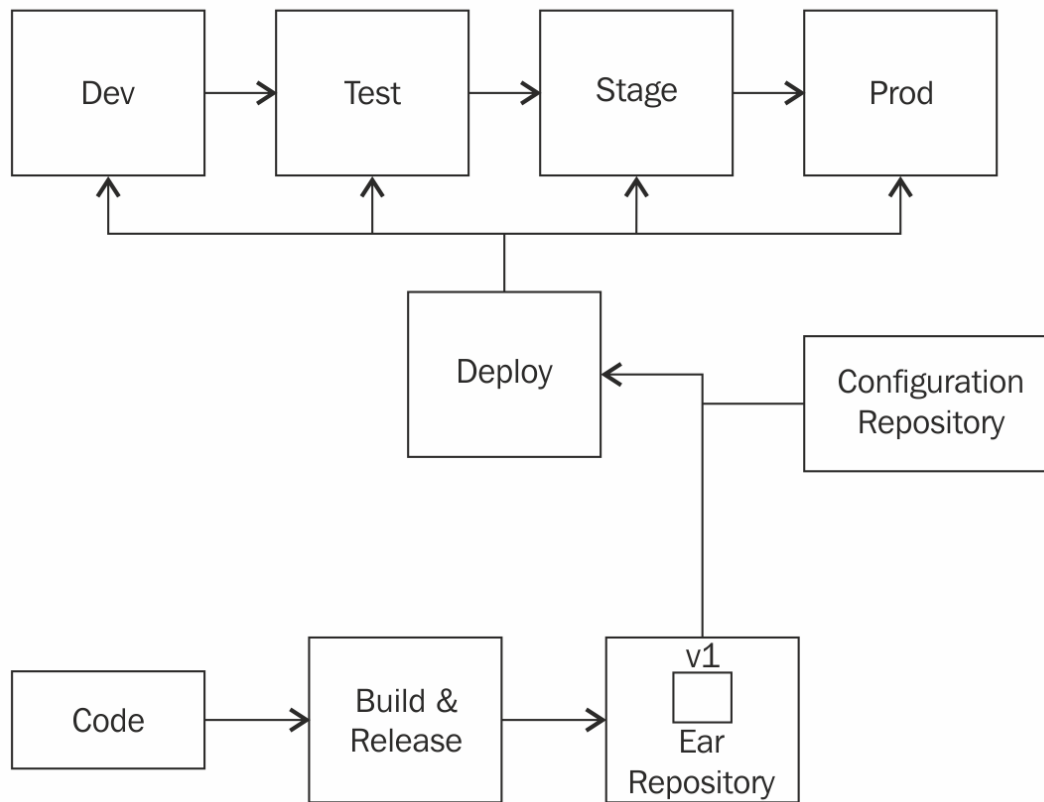 Dev
Test
Stage
Prod
Deploy
Configuration
Repository
Code
Build &
Release
v1
Ear
Repository